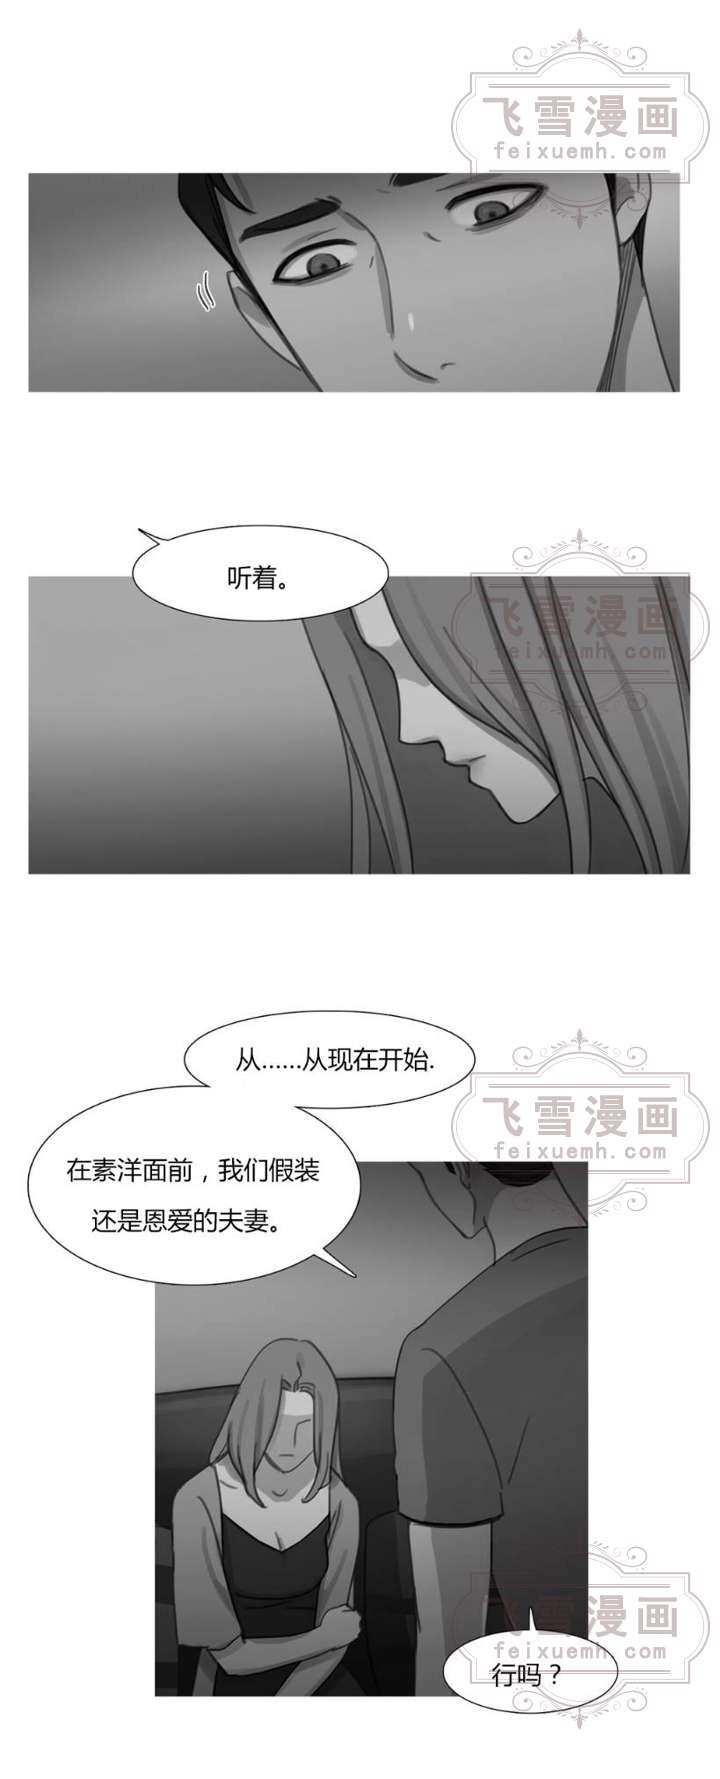 飞雪漫画
feixuemh.com
听着。
飞雪漫画
feixuemh.com
从……从现在开始.
飞雪漫画
feixuemh.com
在素洋面前，我们假装
还是恩爱的夫妻。
飞雪漫画
feixuemh.com
行吗？